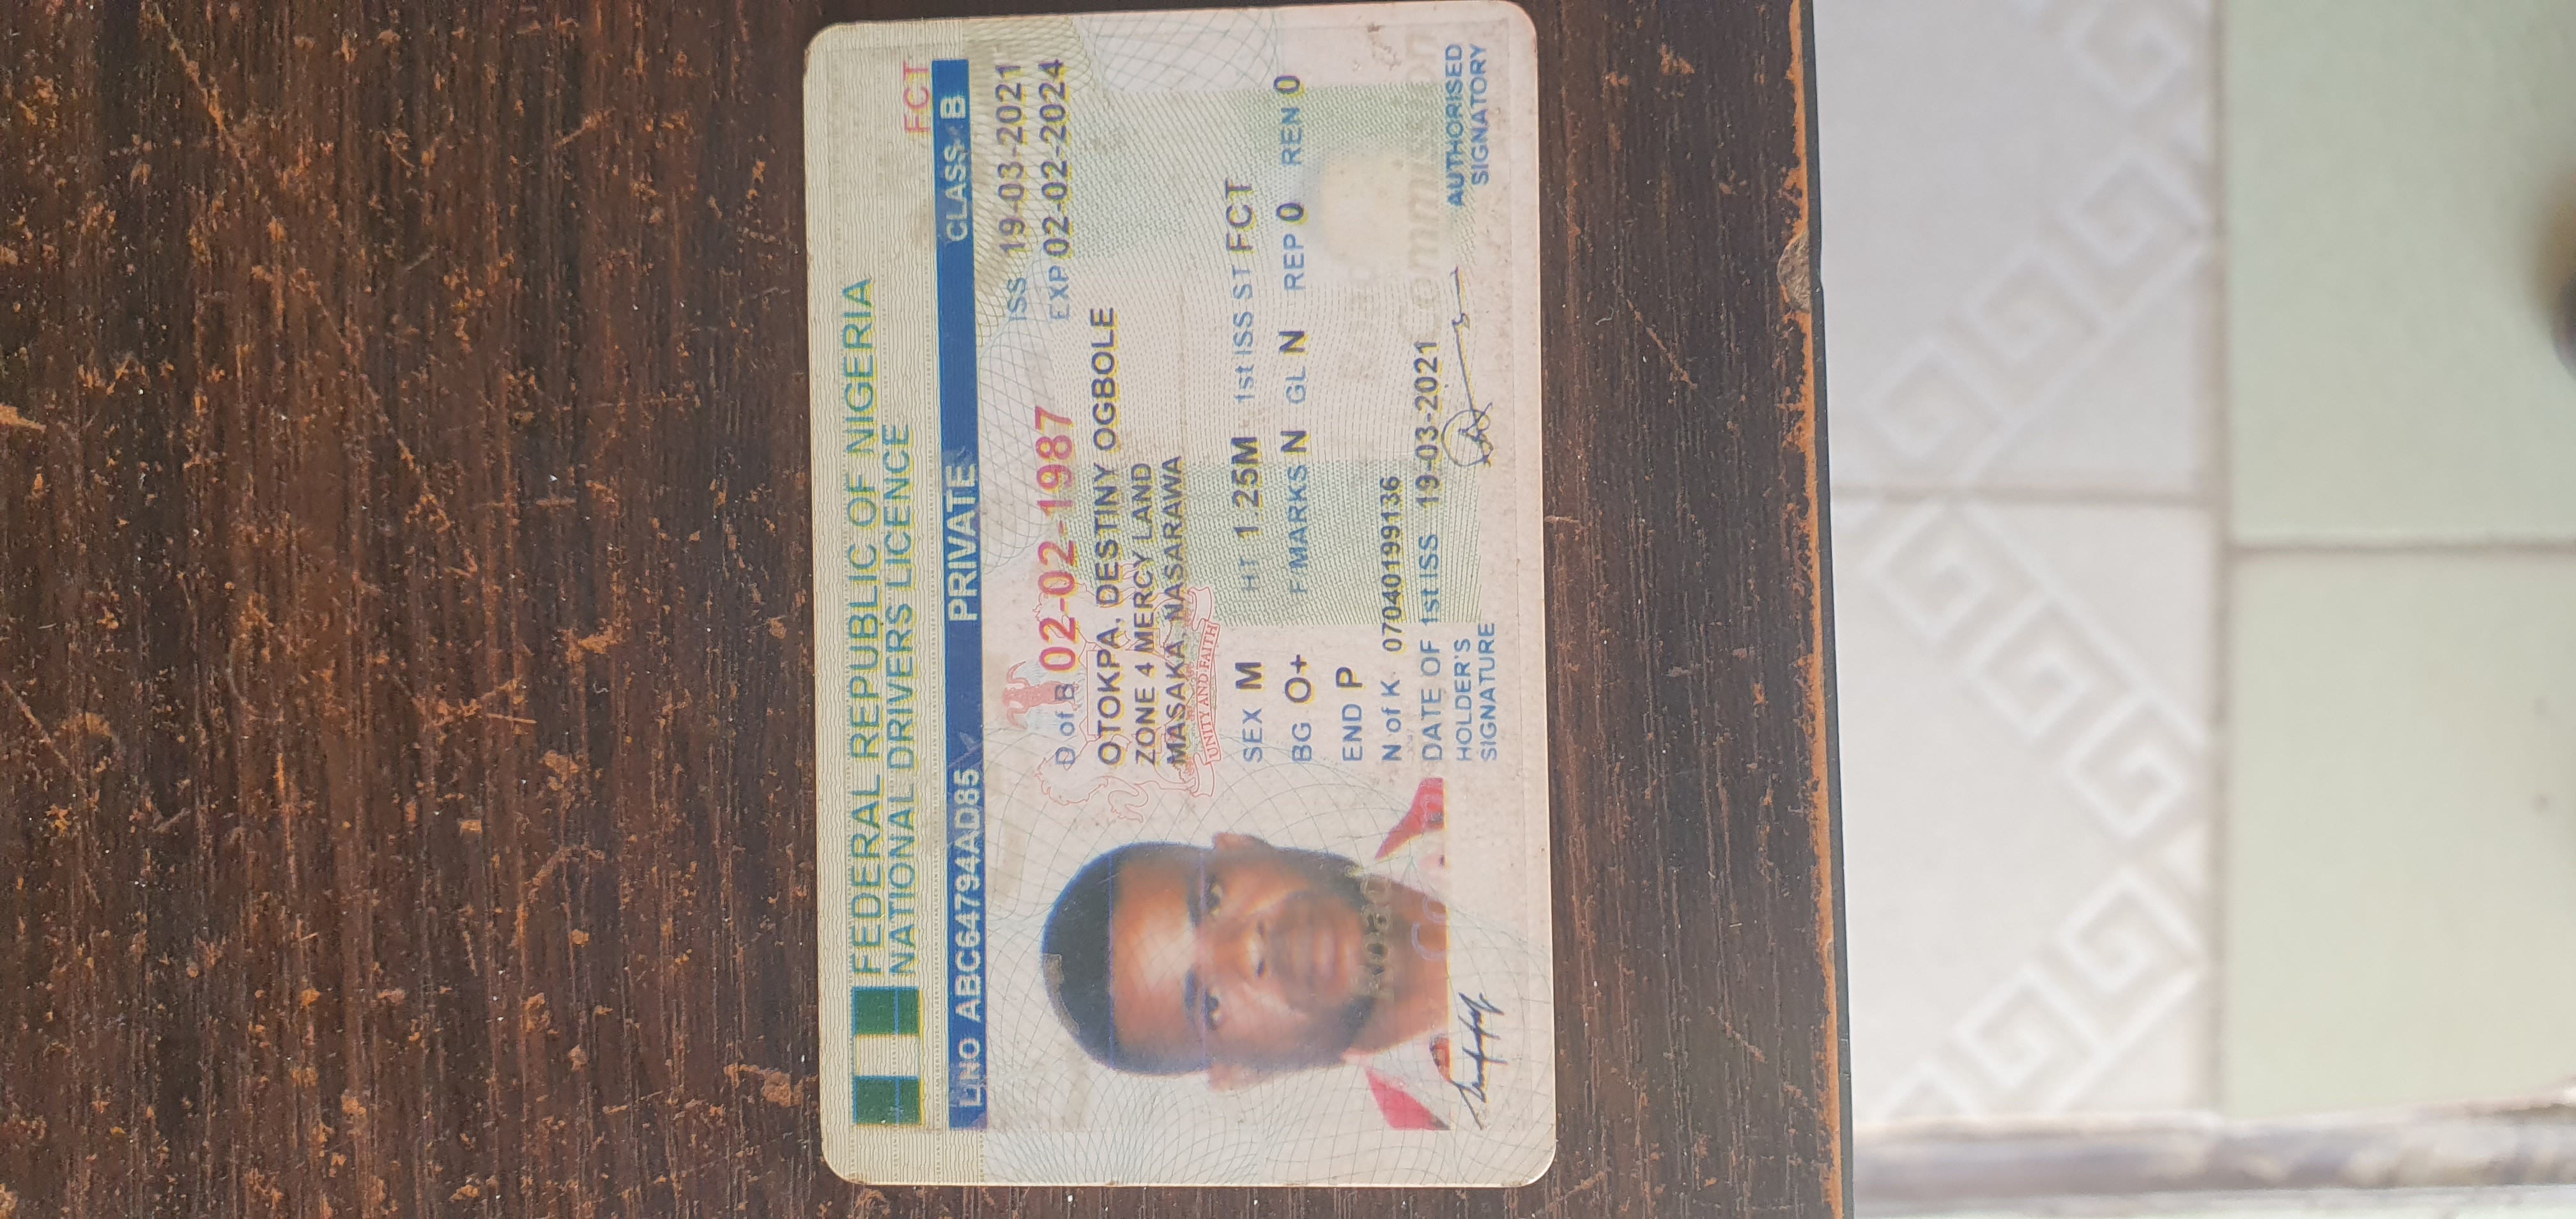 FEDERAL REPUBLIC OF NIGERIA
NATIONAL DRIVERS LICENCE
FCT
L/NO ABC64794AD85 PRIVATE CLASS B
ISS 19-03-2021
D of B 02-02-1987 EXP 02-02-2024
OTOKPA, DESTINY OGBOLE
ZONE 4 MERCY LAND
MASAKA, NASARAWA
UNITY AND FAITH
SEX M HT 1.25M 1st ISS ST FCT
BG O+ F MARKS N GL N REP 0 REN 0
END P
N of K 07040199136
DATE OF 1st ISS 19-03-2021
Commission
HOLDER'S
SIGNATURE
AUTHORISED
SIGNATORY